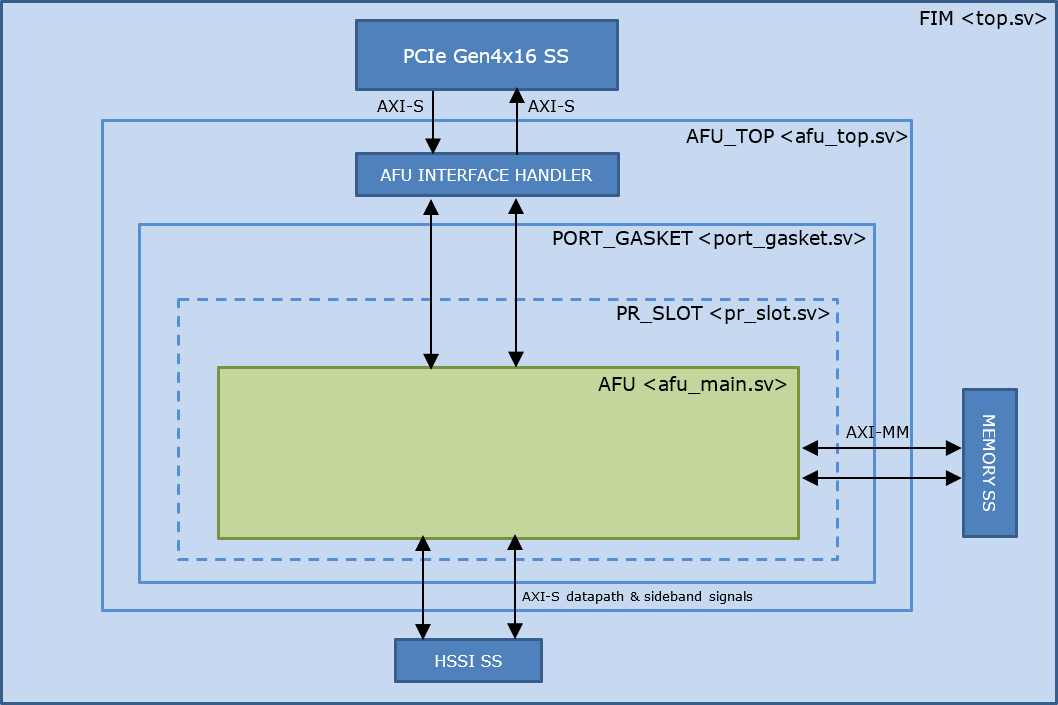 FIM <top.sv>
PCIe Gen4x16 SS
AXI-S
AXI-S
AFU_TOP <afu_top.sv>
AFU INTERFACE HANDLER
PORT_GASKET <port_gasket.sv>
PR_SLOT <pr_slot.sv>
AFU <afu_main.sv>
AXI-MM
MEMORY SS
AXI-S datapath & sideband signals
HSSI SS